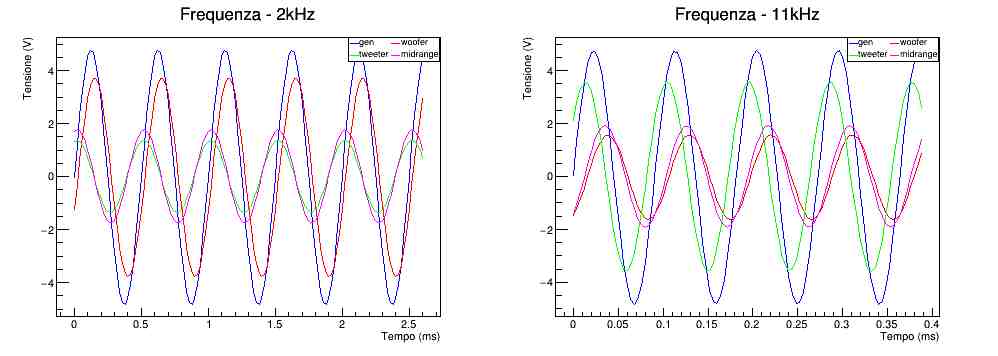 Frequenza - 2kHz
Tensione (V)
gen woofer
tweeter midrange
4
2
0
−2
−4
0 0.5 1 1.5 2 2.5
Tempo (ms)
Frequenza - 11kHz
Tensione (V)
gen woofer
tweeter midrange
4
2
0
−2
−4
0 0.05 0.1 0.15 0.2 0.25 0.3 0.35 0.4
Tempo (ms)